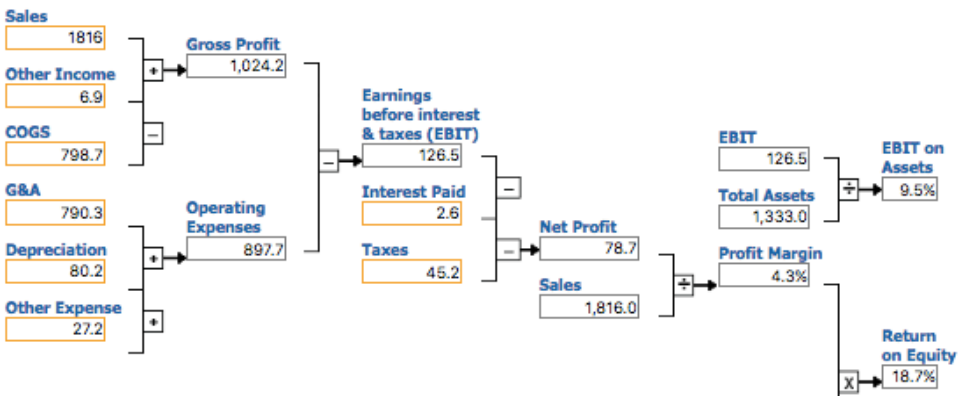 Sales
1816
+
Gross Profit
1,024.2
Other Income
6.9
−
COGS
798.7
G&A
790.3
Operating
Expenses
897.7
Depreciation
80.2
+
Other Expense
27.2
+
−
Earnings
before interest
& taxes (EBIT)
126.5
−
Interest Paid
2.6
Taxes
45.2
−
Net Profit
78.7
Sales
1,816.0
÷
EBIT
126.5
Total Assets
1,333.0
÷
EBIT on
Assets
9.5%
Profit Margin
4.3%
X
Return
on Equity
18.7%